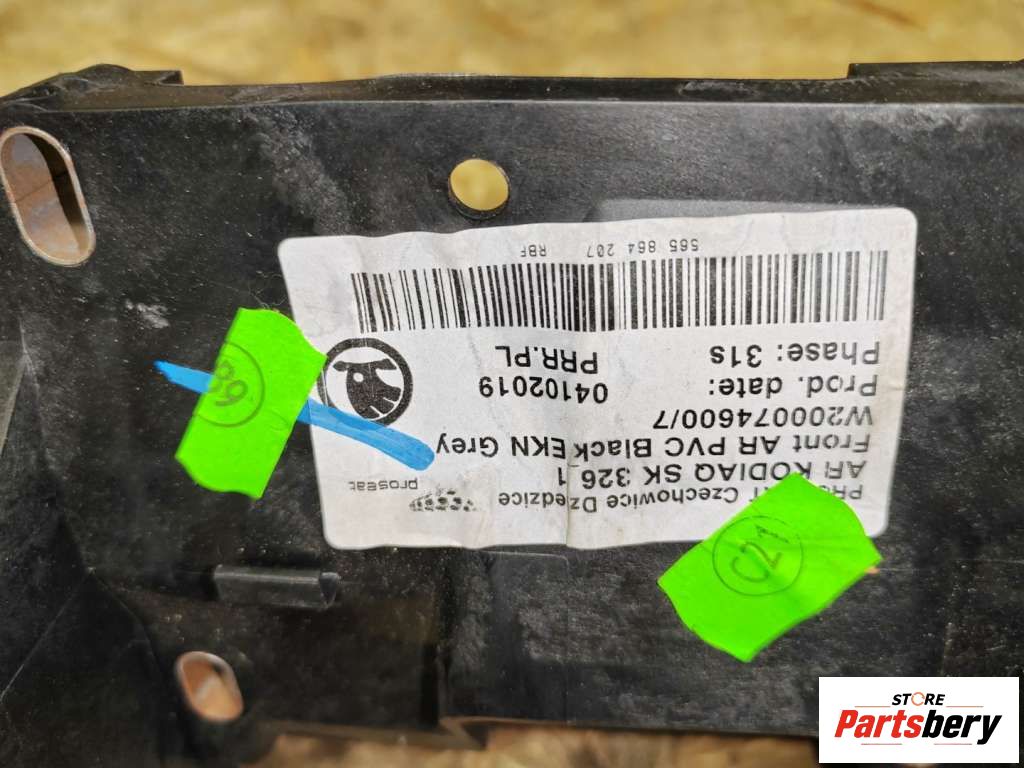 Czechowice Dziedzice
AR KODIAQ SK 326_1
Front AR PVC Black EKN Grey
W200074600/7
Prod. date: 04102019
Phase: 31s PRR.PL
565 864 207 RBF
proseat
C21
STORE
Partsbery